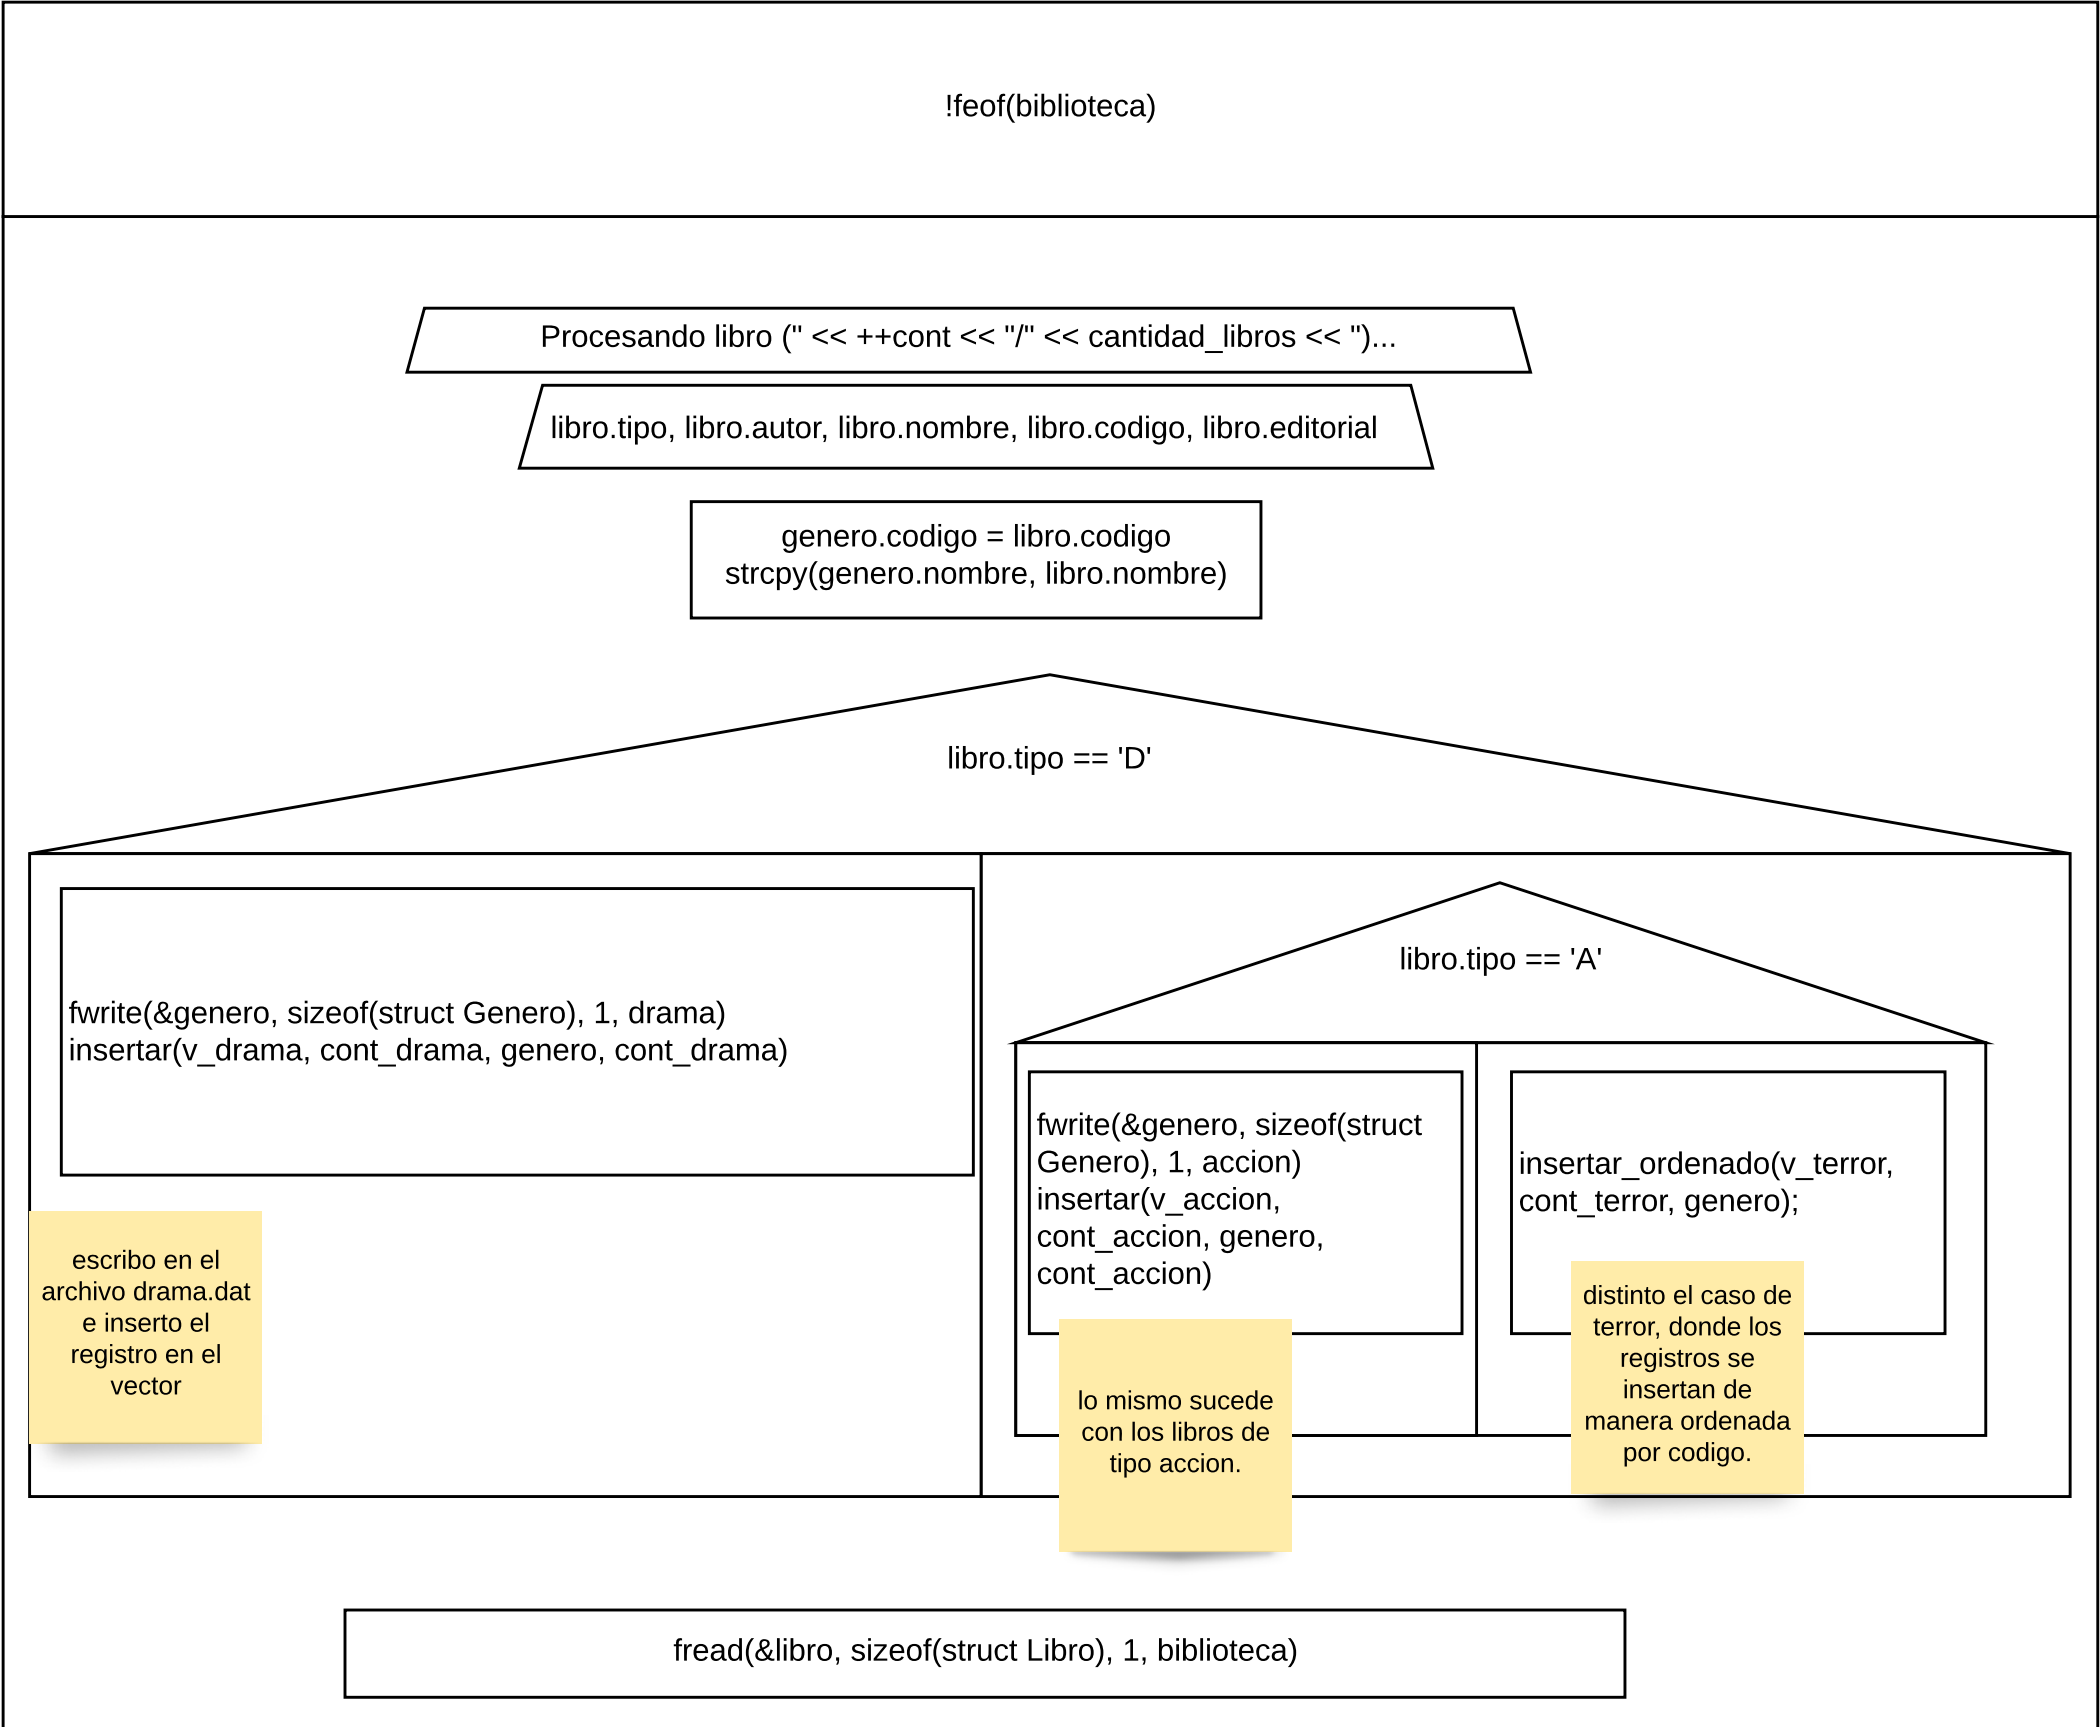 !feof(biblioteca)
Procesando libro (" << ++cont << "/" << cantidad_libros << ")...
libro.tipo, libro.autor, libro.nombre, libro.codigo, libro.editorial
genero.codigo = libro.codigo
strcpy(genero.nombre, libro.nombre)
libro.tipo == 'D'
fwrite(&genero, sizeof(struct Genero), 1, drama)
insertar(v_drama, cont_drama, genero, cont_drama)
escribo en el
archivo drama.dat
e inserto el
registro en el
vector
libro.tipo == 'A'
fwrite(&genero, sizeof(struct
Genero), 1, accion)
insertar(v_accion,
cont_accion, genero,
cont_accion)
lo mismo sucede
con los libros de
tipo accion.
insertar_ordenado(v_terror,
cont_terror, genero);
distinto el caso de
terror, donde los
registros se
insertan de
manera ordenada
por codigo.
fread(&libro, sizeof(struct Libro), 1, biblioteca)